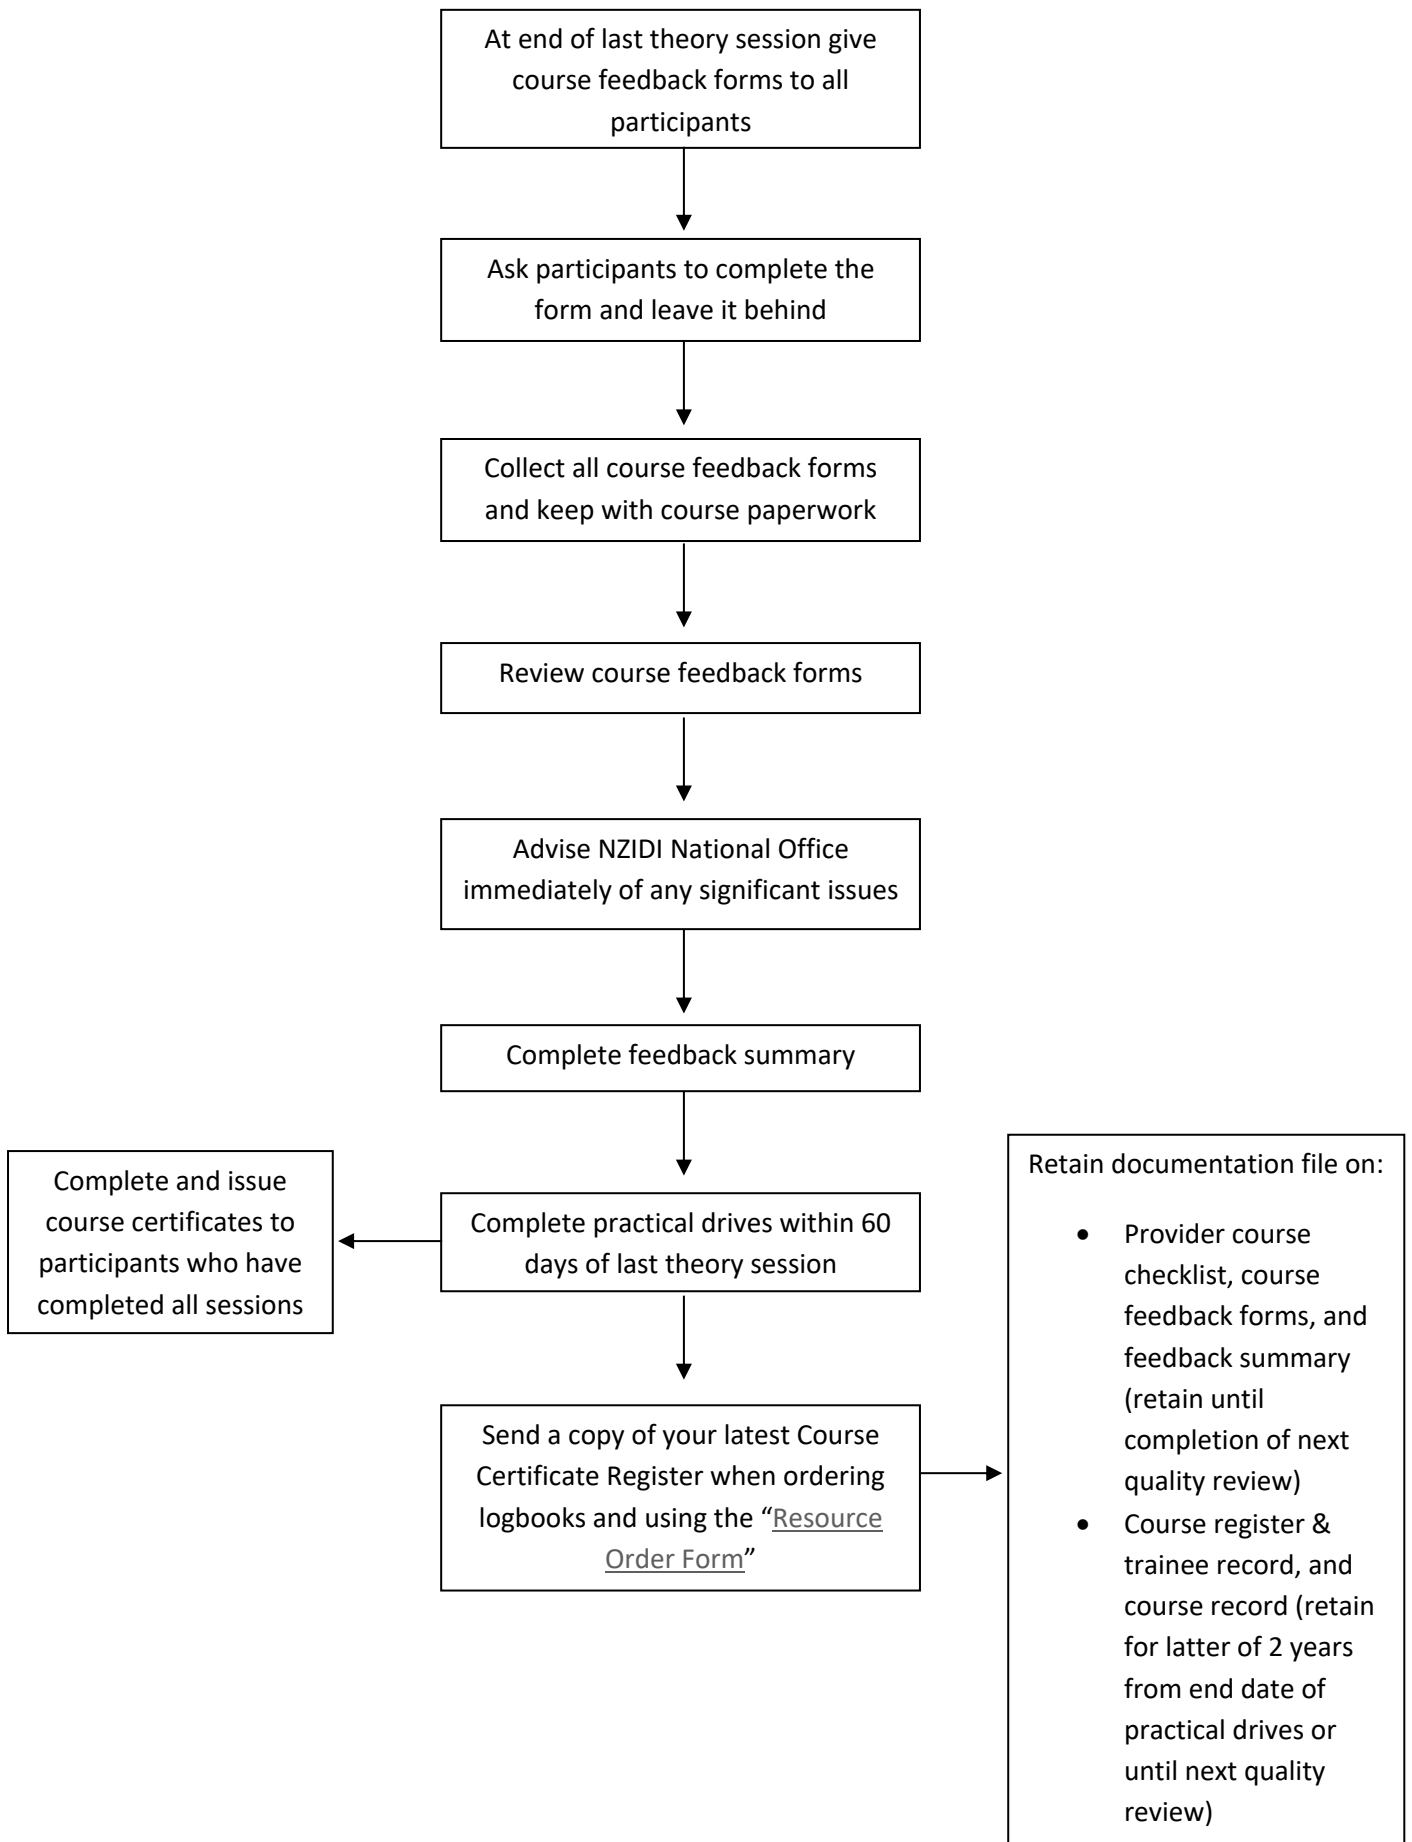 At end of last theory session give
course feedback forms to all
participants
Ask participants to complete the
form and leave it behind
Collect all course feedback forms
and keep with course paperwork
Review course feedback forms
Advise NZIDI National Office
immediately of any significant issues
Complete feedback summary
Complete and issue
course certificates to
participants who have
completed all sessions
Complete practical drives within 60
days of last theory session
Send a copy of your latest Course
Certificate Register when ordering
logbooks and using the “Resource
Order Form”
Retain documentation file on:
• Provider course
checklist, course
feedback forms, and
feedback summary
(retain until
completion of next
quality review)
• Course register &
trainee record, and
course record (retain
for latter of 2 years
from end date of
practical drives or
until next quality
review)